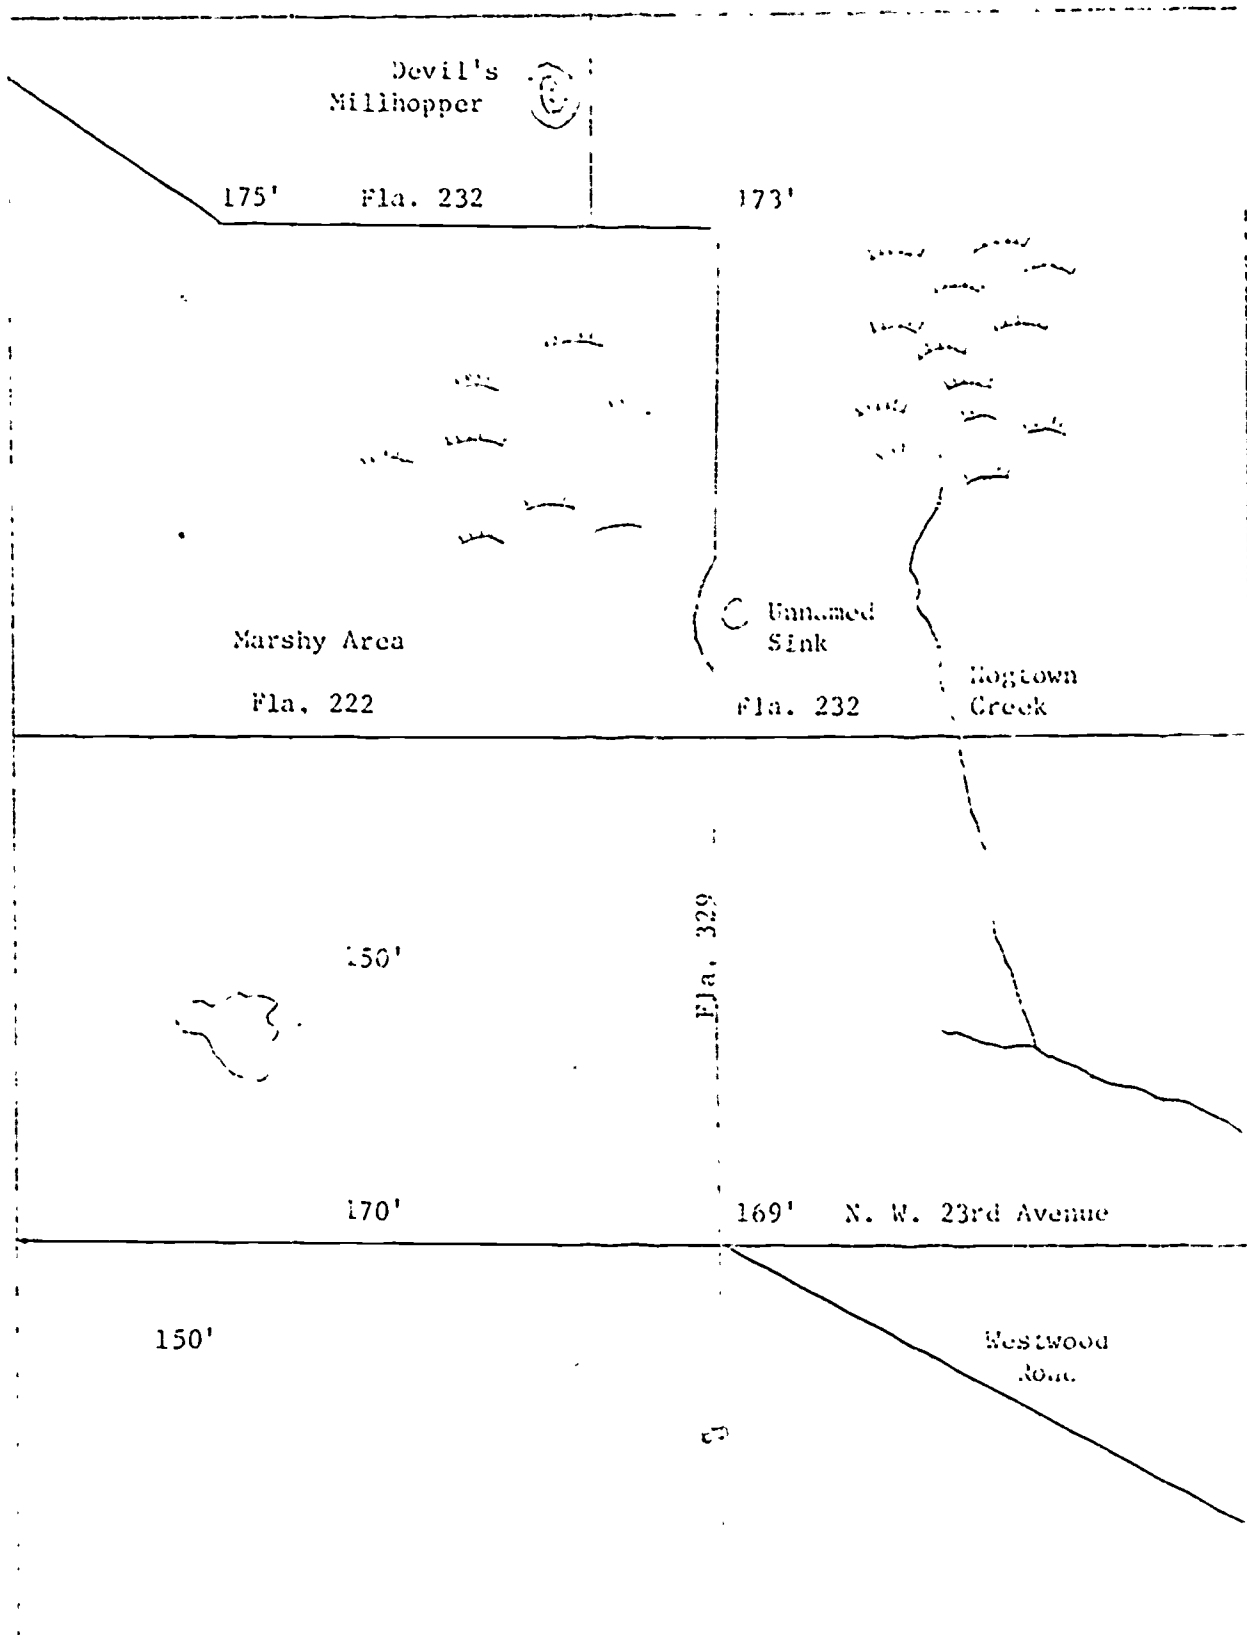 Devil's
Millhopper
175' Fla. 232 173'
Unnamed
Sink
Marshy Area
Hogtown
Creek
Fla. 222 Fla. 232
Fla. 329
150'
170' 169' N. W. 23rd Avenue
150'
Westwood
Road